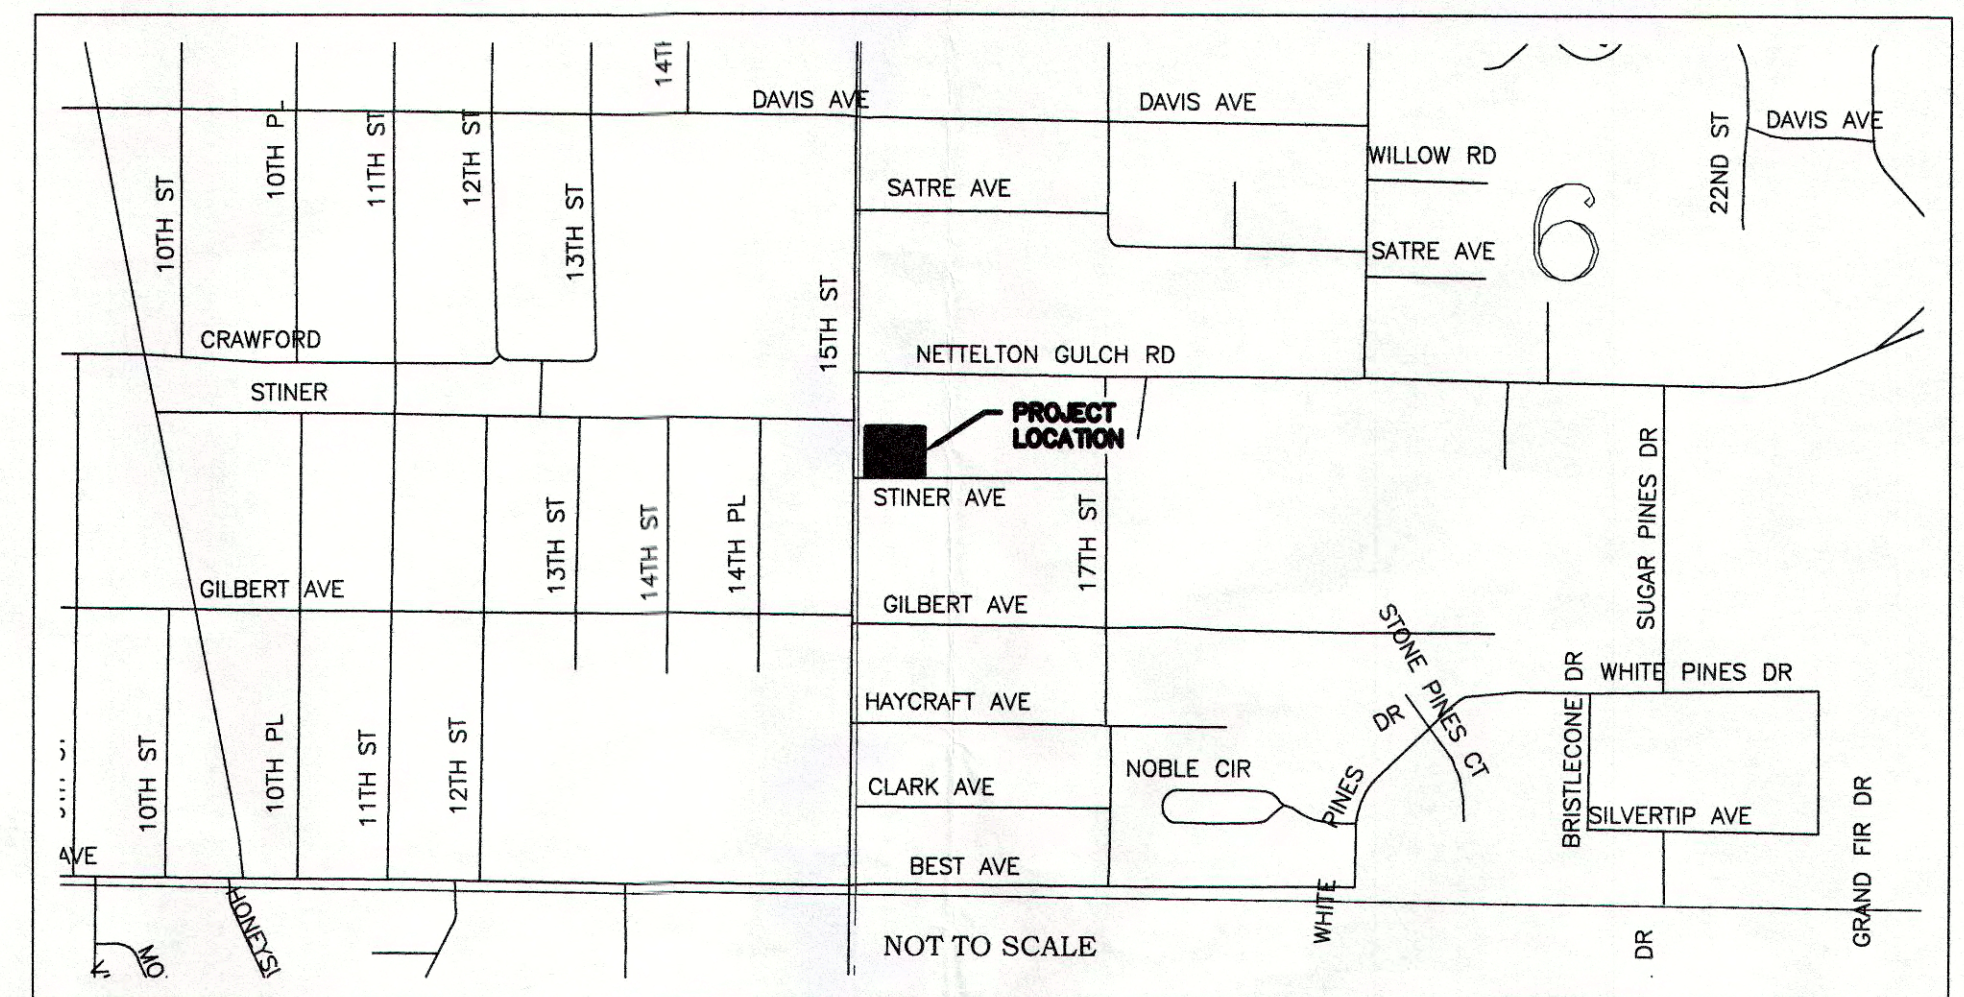 14TH
DAVIS AVE
DAVIS AVE
DAVIS AVE
10TH ST
10TH PL
11TH ST
12TH ST
13TH ST
SATRE AVE
WILLOW RD
22ND ST
6
SATRE AVE
CRAWFORD
15TH ST
NETTELTON GULCH RD
STINER
PROJECT
LOCATION
STINER AVE
13TH ST
14TH ST
14TH PL
17TH ST
SUGAR PINES DR
GILBERT AVE
GILBERT AVE
STONE PINES CT
BRISTLECONE DR
WHITE PINES DR
HAYCRAFT AVE
10TH ST
10TH PL
11TH ST
12TH ST
CLARK AVE
NOBLE CIR
WHITE PINES DR
SILVERTIP AVE
GRAND FIR DR
AVE
BEST AVE
HONEYSI
MO.
NOT TO SCALE
DR